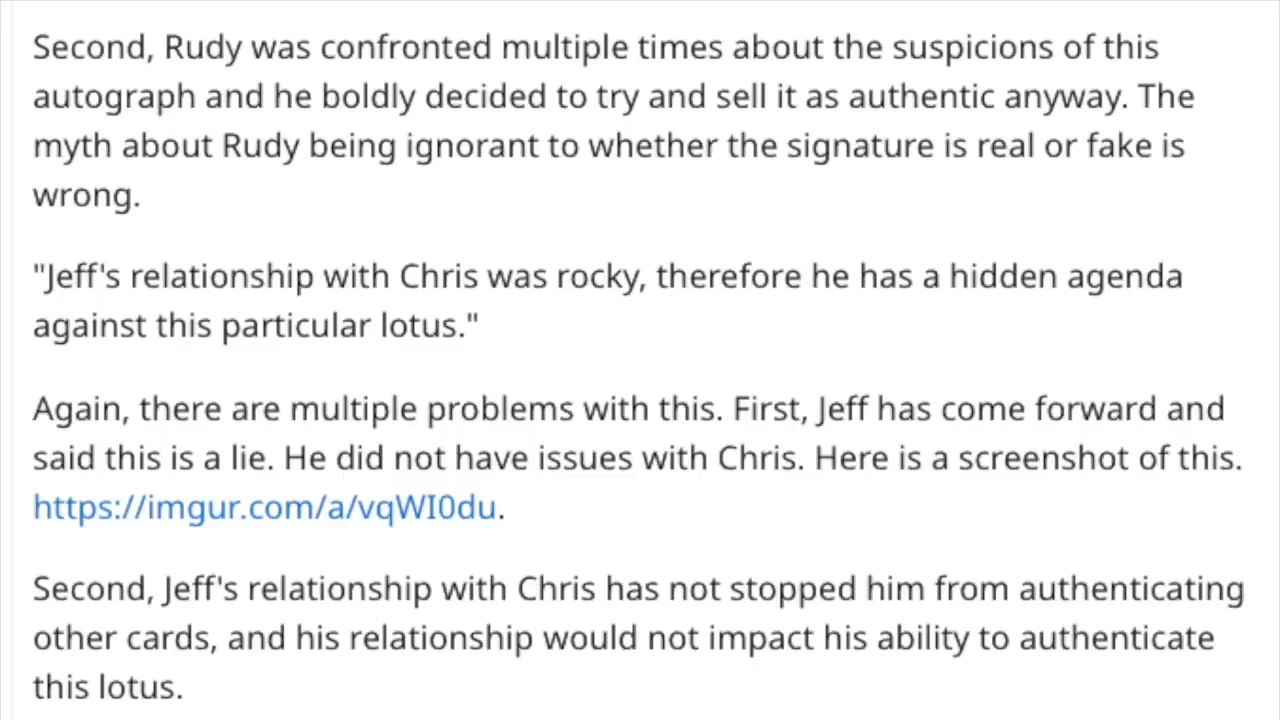 Second, Rudy was confronted multiple times about the suspicions of this
autograph and he boldly decided to try and sell it as authentic anyway. The
myth about Rudy being ignorant to whether the signature is real or fake is
wrong.
"Jeff's relationship with Chris was rocky, therefore he has a hidden agenda
against this particular lotus."
Again, there are multiple problems with this. First, Jeff has come forward and
said this is a lie. He did not have issues with Chris. Here is a screenshot of this.
https://imgur.com/a/vqWI0du.
Second, Jeff's relationship with Chris has not stopped him from authenticating
other cards, and his relationship would not impact his ability to authenticate
this lotus.